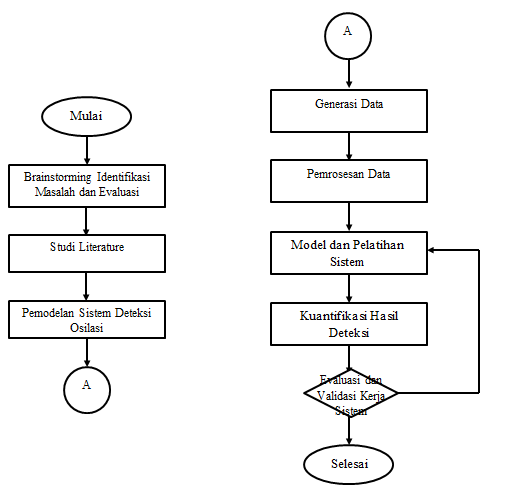 Mulai
Brainstorming Identifikasi
Masalah dan Evaluasi
Studi Literature
Pemodelan Sistem Deteksi
Osilasi
A
A
Generasi Data
Pemrosesan Data
Model dan Pelatihan
Sistem
Kuantifikasi Hasil
Deteksi
Evaluasi dan
Validasi Kerja
Sistem
Selesai